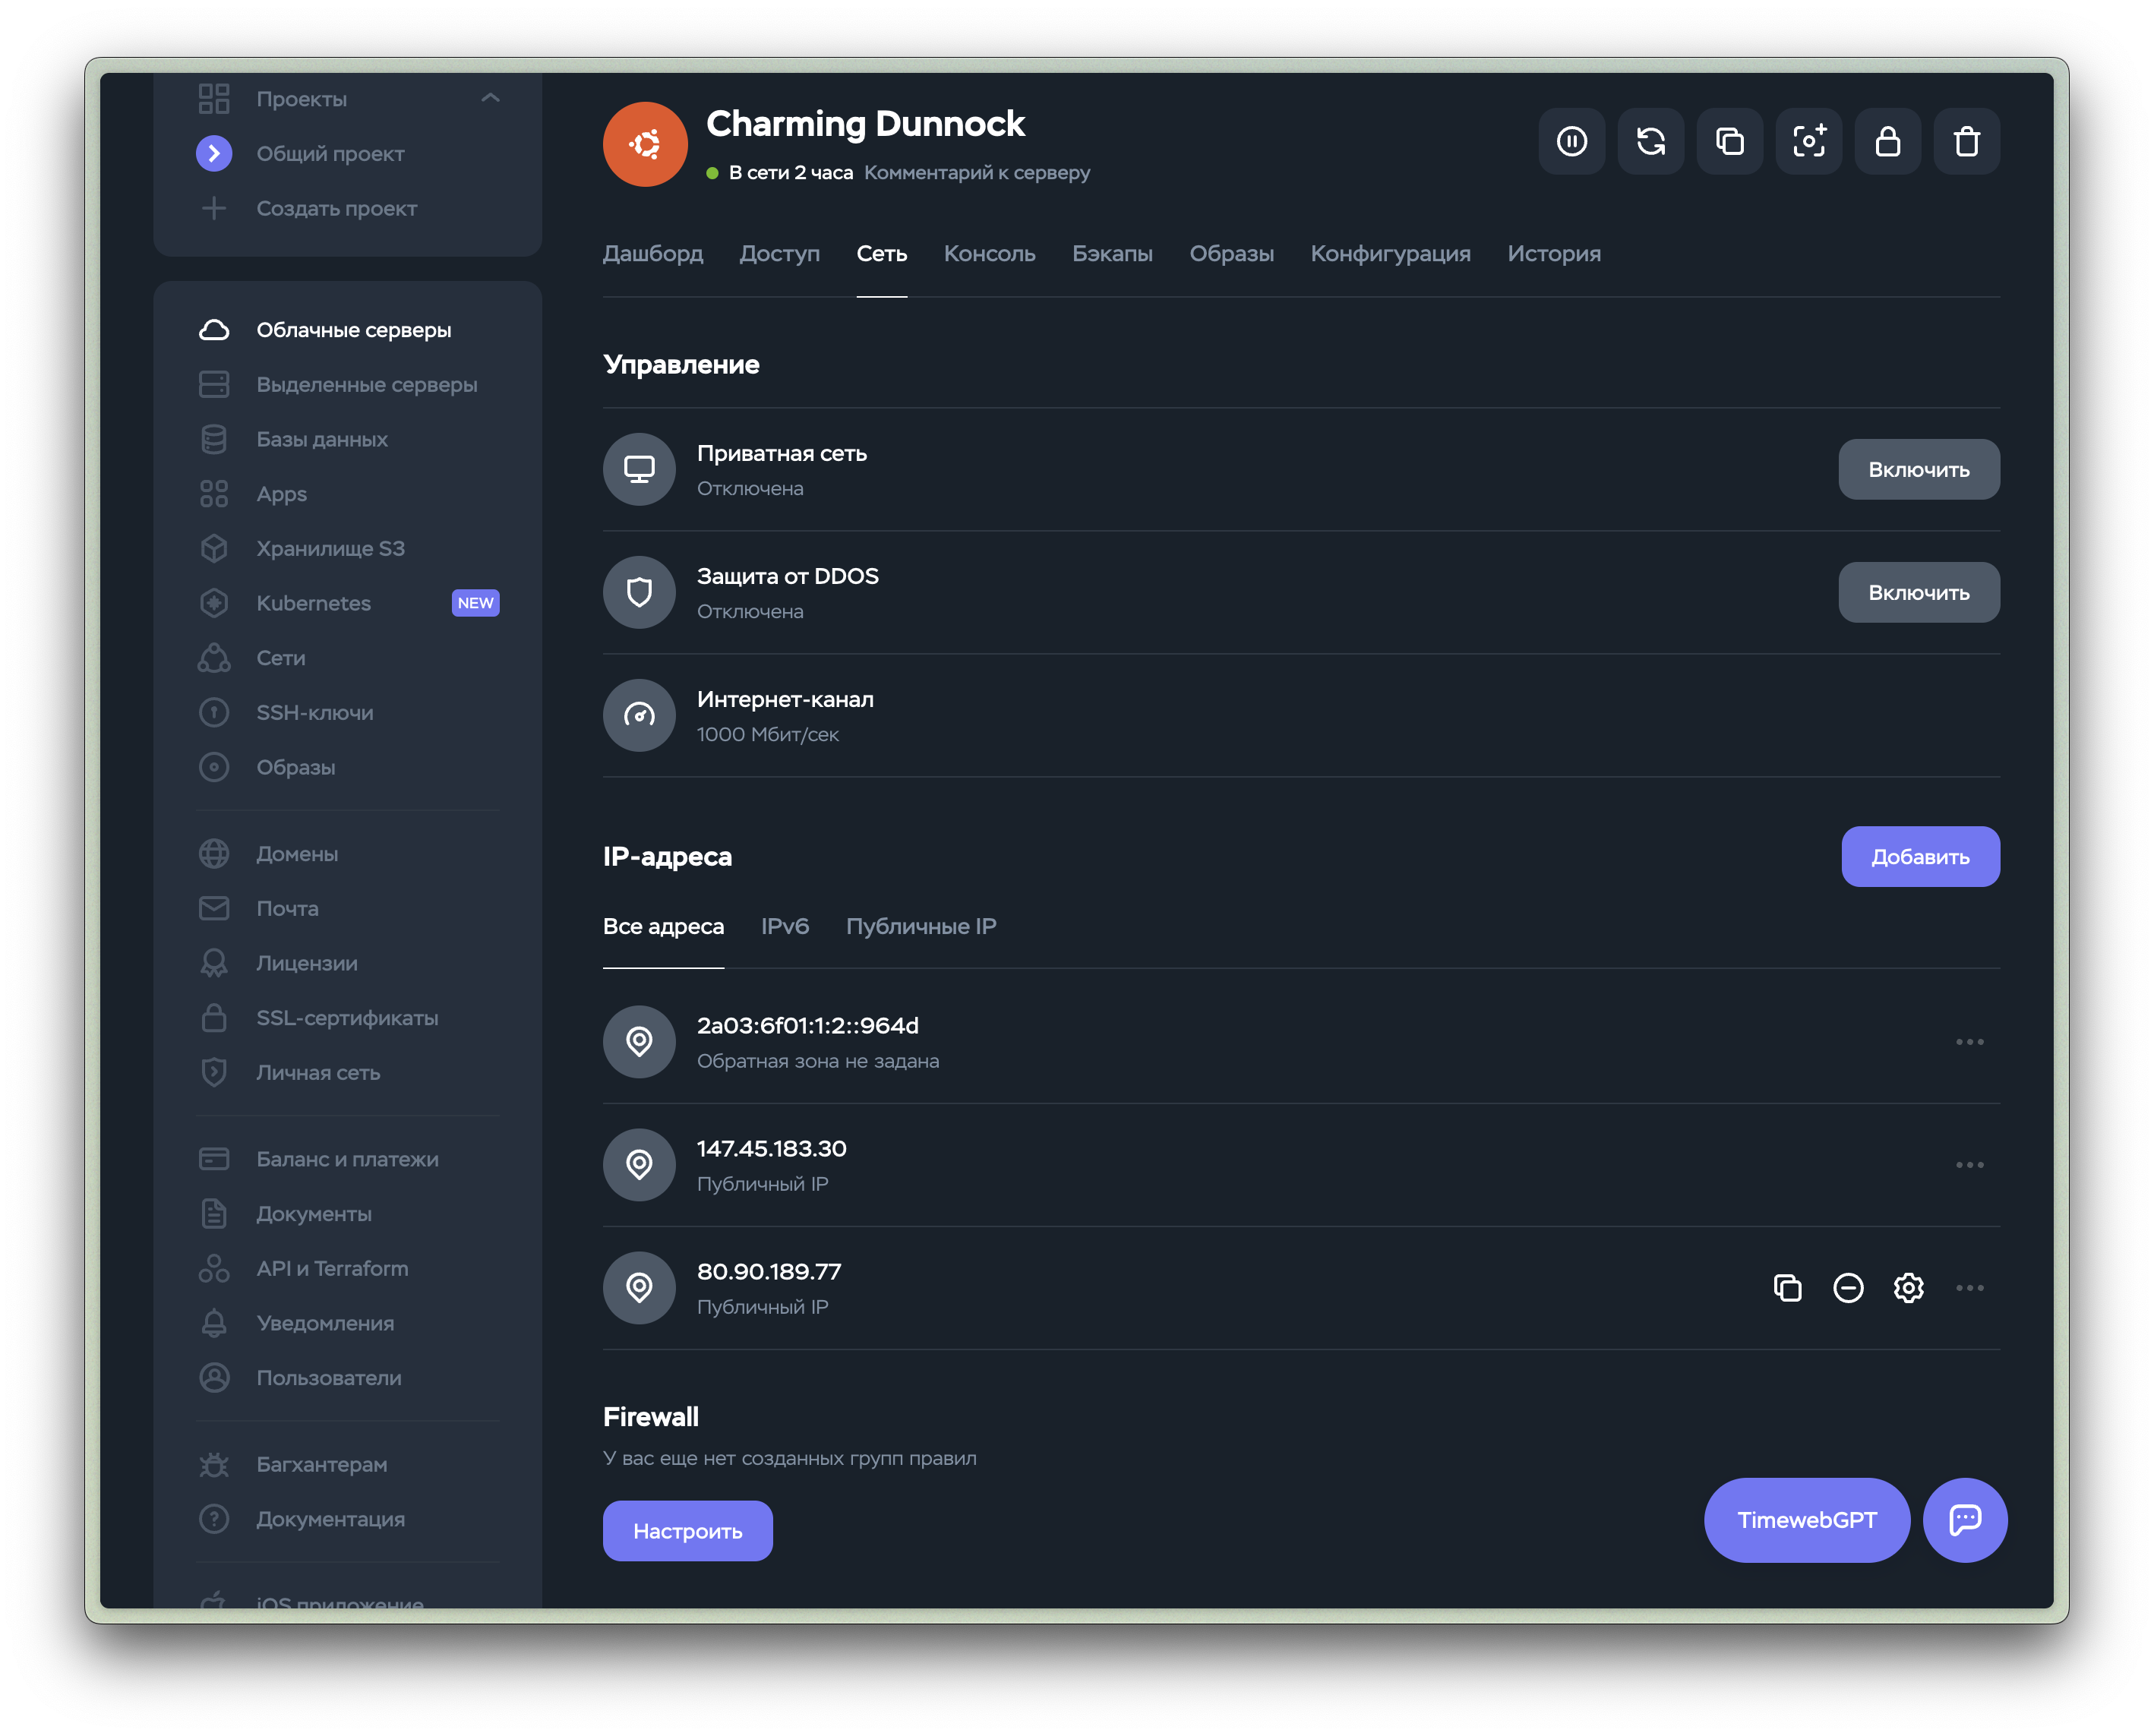 Проекты
Общий проект
Создать проект
Облачные серверы
Выделенные серверы
Базы данных
Apps
Хранилище S3
Kubernetes NEW
Сети
SSH-ключи
Образы
Домены
Почта
Лицензии
SSL-сертификаты
Личная сеть
Баланс и платежи
Документы
API и Terraform
Уведомления
Пользователи
Багхантерам
Документация
iOS приложение
Charming Dunnock
В сети 2 часа Комментарий к серверу
Дашборд Доступ Сеть Консоль Бэкапы Образы Конфигурация История
Управление
Приватная сеть
Отключена
Включить
Защита от DDOS
Отключена
Включить
Интернет-канал
1000 Мбит/сек
IP-адреса
Добавить
Все адреса IPv6 Публичные IP
2a03:6f01:1:2::964d
Обратная зона не задана
147.45.183.30
Публичный IP
80.90.189.77
Публичный IP
Firewall
У вас еще нет созданных групп правил
Настроить
TimewebGPT